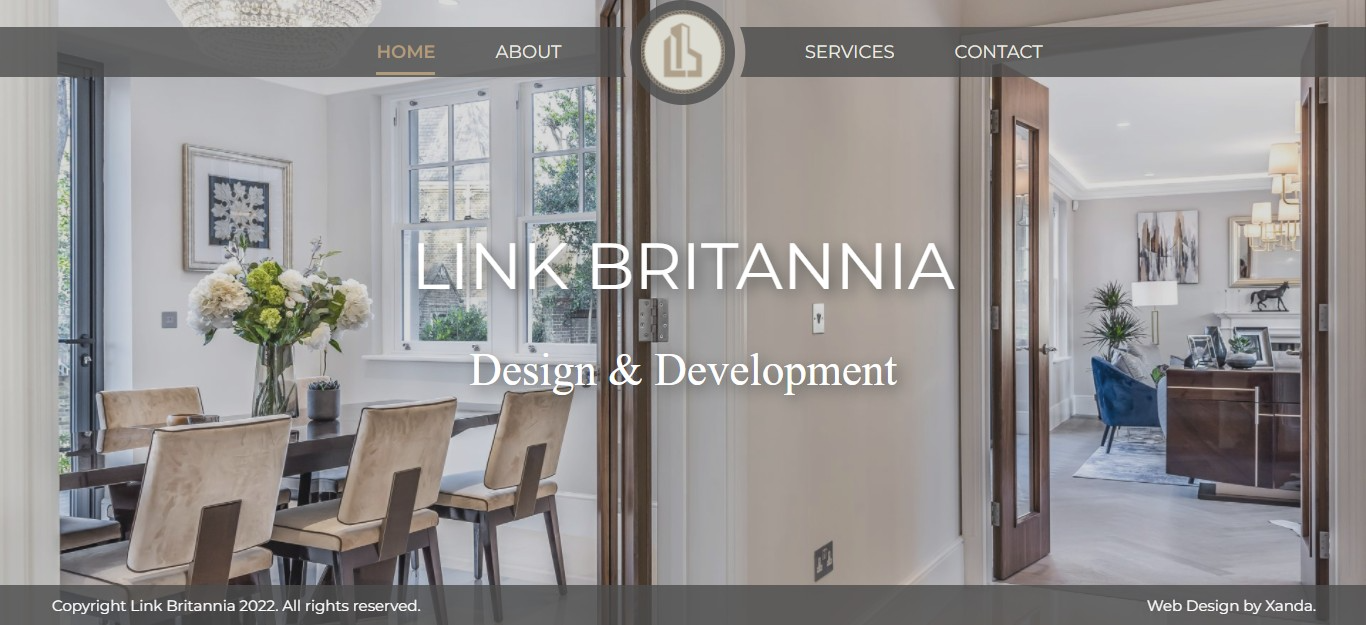 HOME ABOUT SERVICES CONTACT
LINK BRITANNIA
Design & Development
Copyright Link Britannia 2022. All rights reserved. Web Design by Xanda.